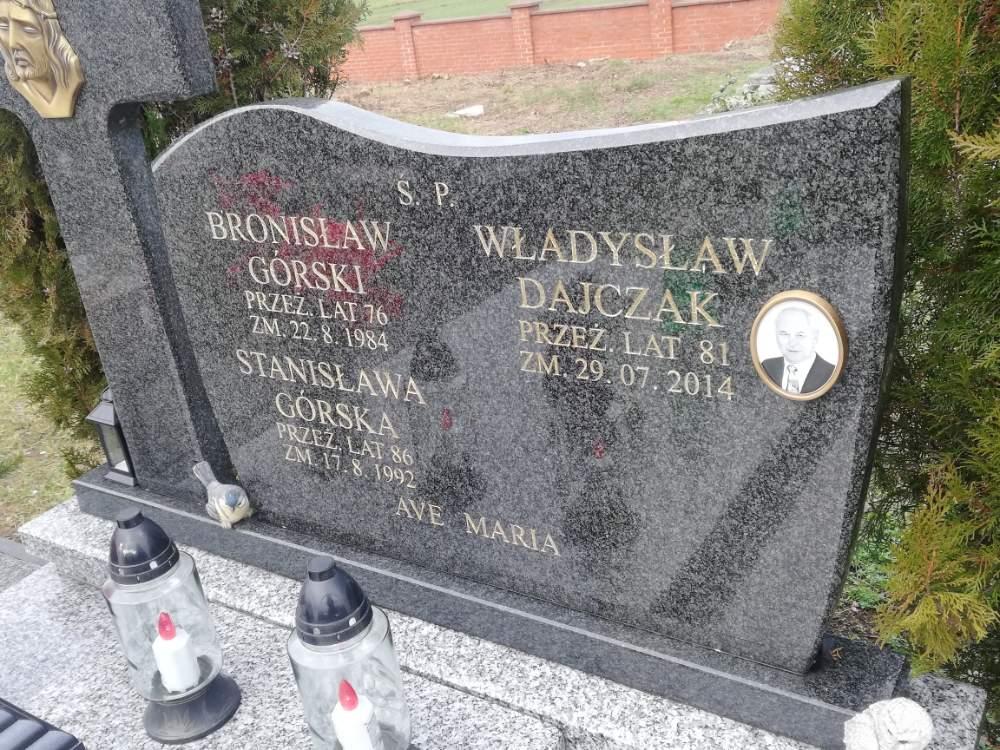 Ś. P.
BRONISŁAW
GÓRSKI
PRZEŻ. LAT 76
ZM. 22. 8. 1984
STANISŁAWA
GÓRSKA
PRZEŻ. LAT 86
ZM. 17. 8. 1992
WŁADYSŁAW
DAJCZAK
PRZEŻ. LAT 81
ZM. 29. 07. 2014
AVE MARIA